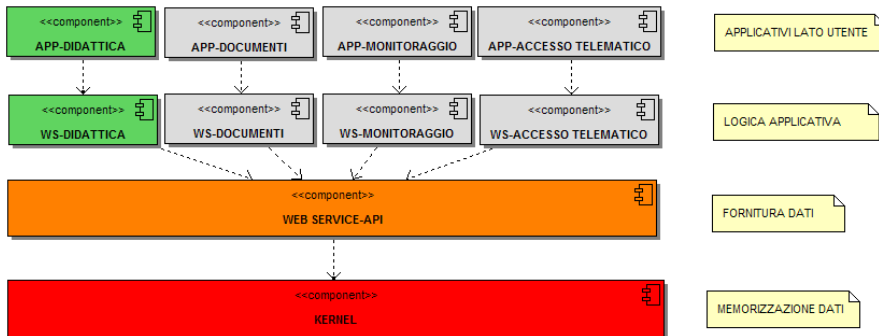 <<component>>
APP-DIDATTICA
<<component>>
APP-DOCUMENTI
<<component>>
APP-MONITORAGGIO
<<component>>
APP-ACCESSO TELEMATICO
APPLICATIVI LATO UTENTE
<<component>>
WS-DIDATTICA
<<component>>
WS-DOCUMENTI
<<component>>
WS-MONITORAGGIO
<<component>>
WS-ACCESSO TELEMATICO
LOGICA APPLICATIVA
<<component>>
WEB SERVICE-API
FORNITURA DATI
<<component>>
KERNEL
MEMORIZZAZIONE DATI